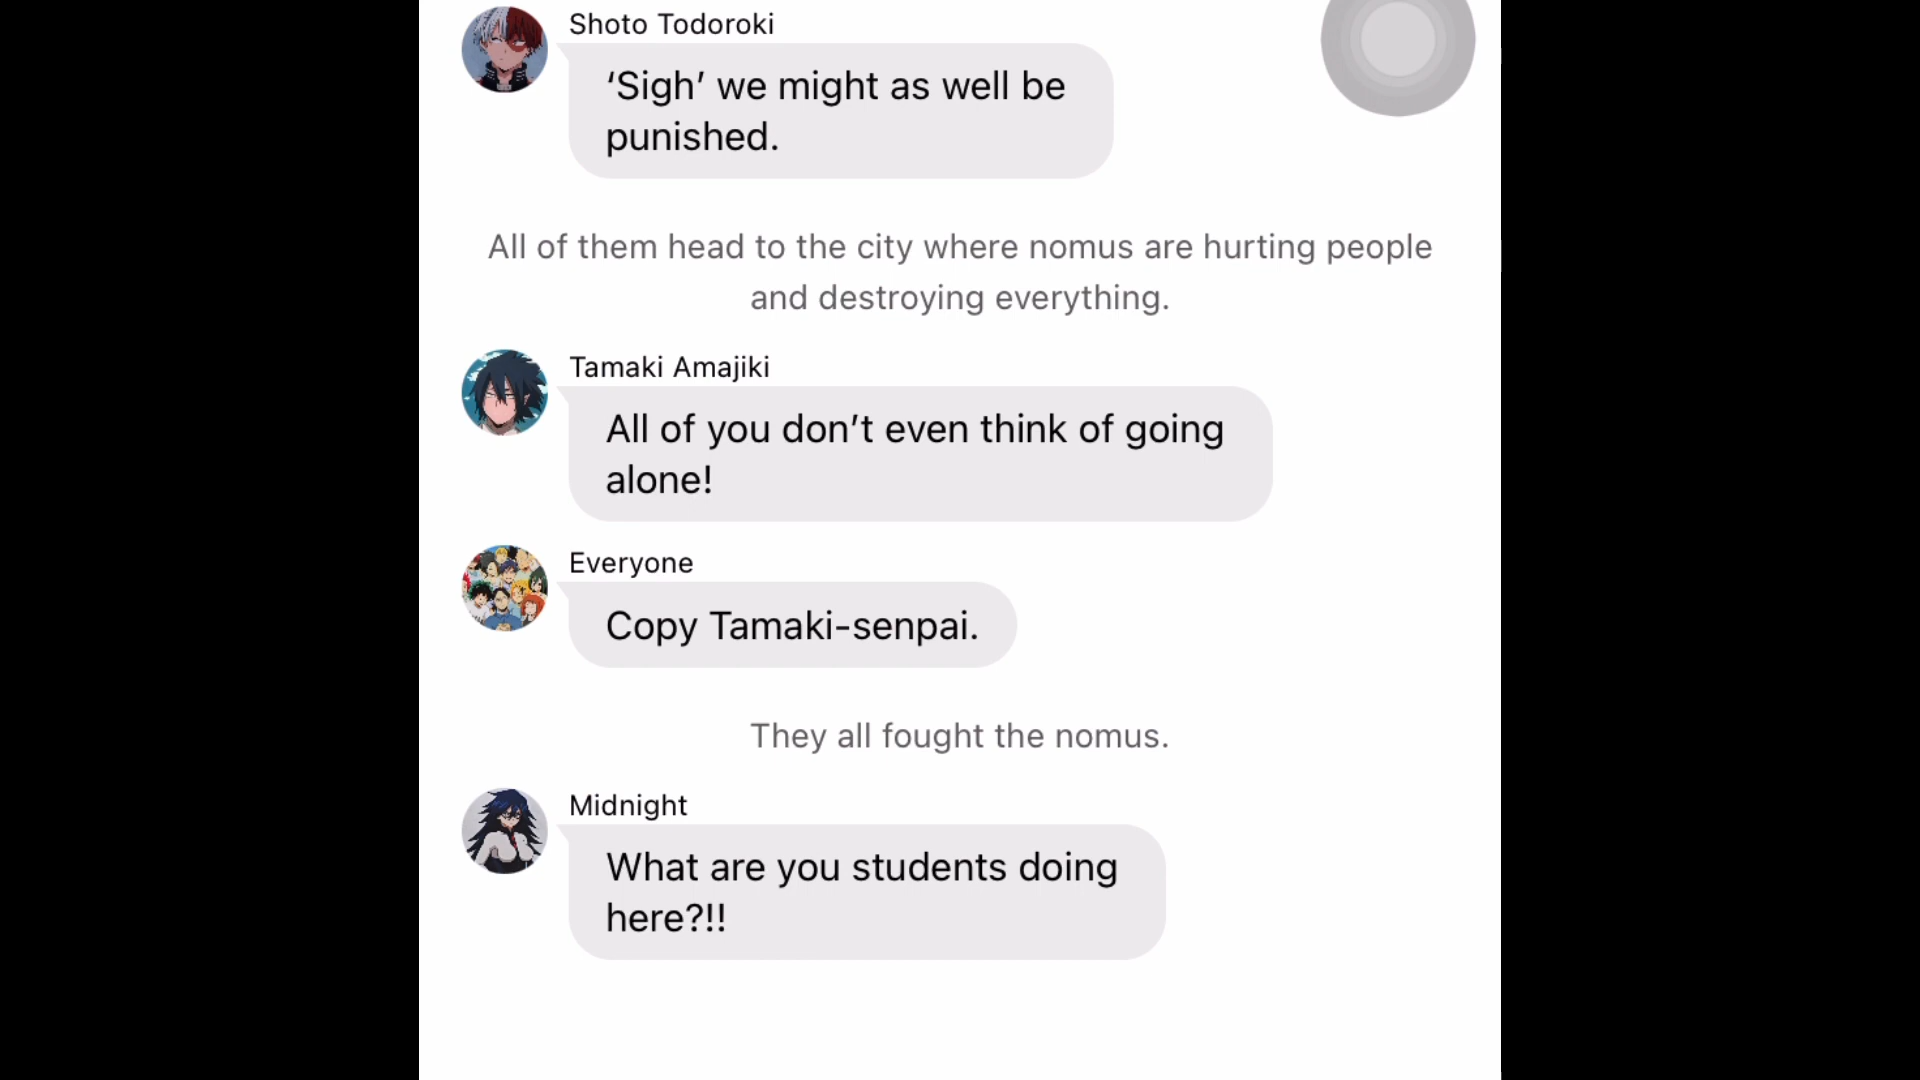 Shoto Todoroki
‘Sigh’ we might as well be
punished.
All of them head to the city where nomus are hurting people
and destroying everything.
Tamaki Amajiki
All of you don’t even think of going
alone!
Everyone
Copy Tamaki-senpai.
They all fought the nomus.
Midnight
What are you students doing
here?!!